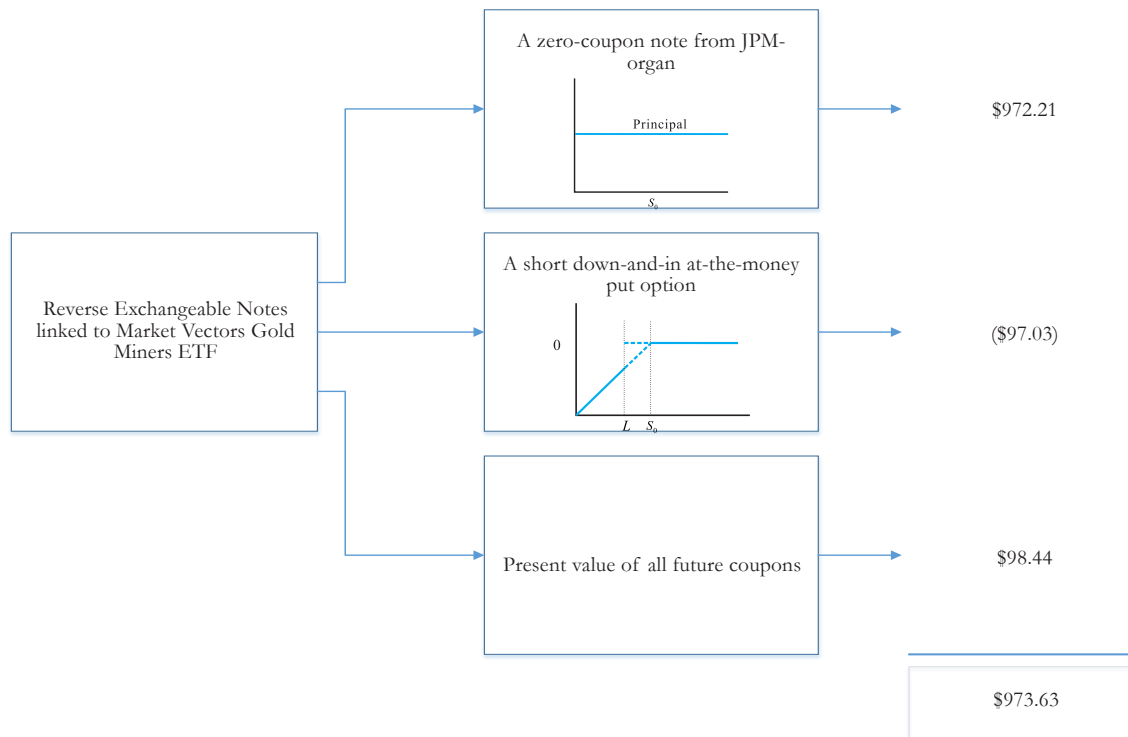 A zero-coupon note from JPM-
organ
Principal
S₀
$972.21
Reverse Exchangeable Notes
linked to Market Vectors Gold
Miners ETF
A short down-and-in at-the-money
put option
0
L S₀
($97.03)
Present value of all future coupons
$98.44
$973.63